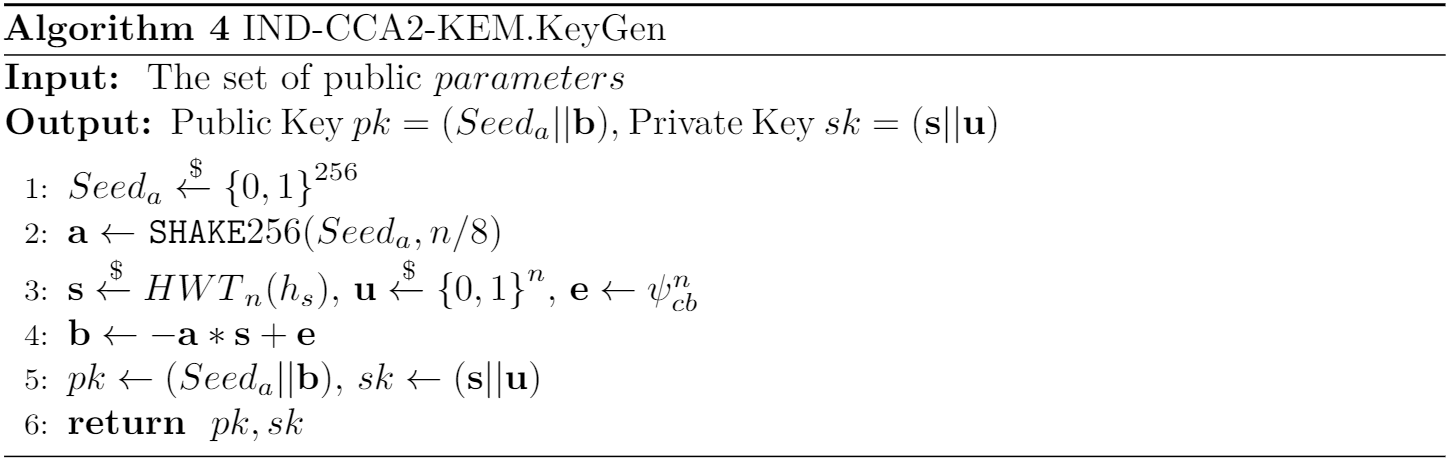 Algorithm 4 IND-CCA2-KEM.KeyGen
Input: The set of public parameters
Output: Public Key pk = (Seed_a||b), Private Key sk = (s||u)
1: Seed_a ←$ {0, 1}^256
2: a ← SHAKE256(Seed_a, n/8)
3: s ←$ HWT_n(h_s), u ←$ {0, 1}^n, e ← ψ_cb^n
4: b ← −a ∗ s + e
5: pk ← (Seed_a||b), sk ← (s||u)
6: return pk, sk